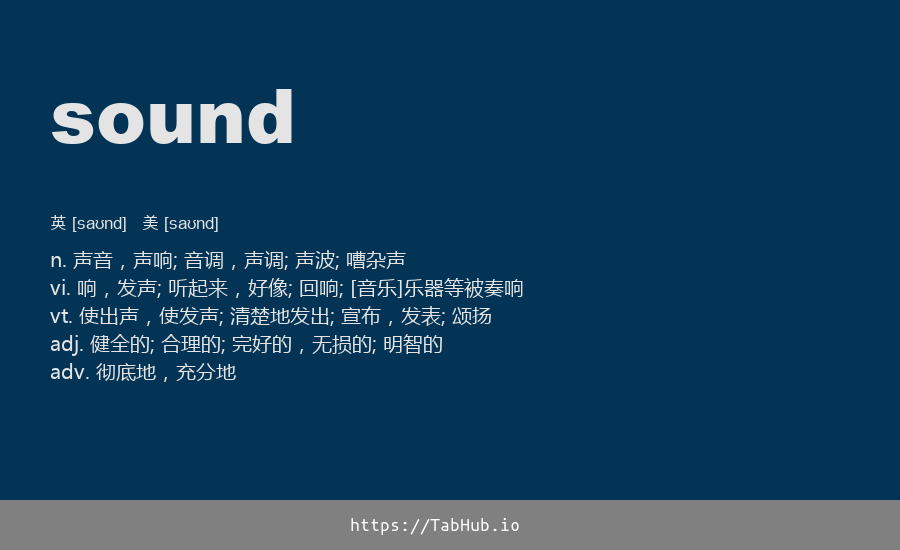 sound
英 [saʊnd] 美 [saʊnd]
n. 声音，声响; 音调，声调; 声波; 嘈杂声
vi. 响，发声; 听起来，好像; 回响; [音乐]乐器等被奏响
vt. 使出声，使发声; 清楚地发出; 宣布，发表; 颂扬
adj. 健全的; 合理的; 完好的，无损的; 明智的
adv. 彻底地，充分地
https://TabHub.io